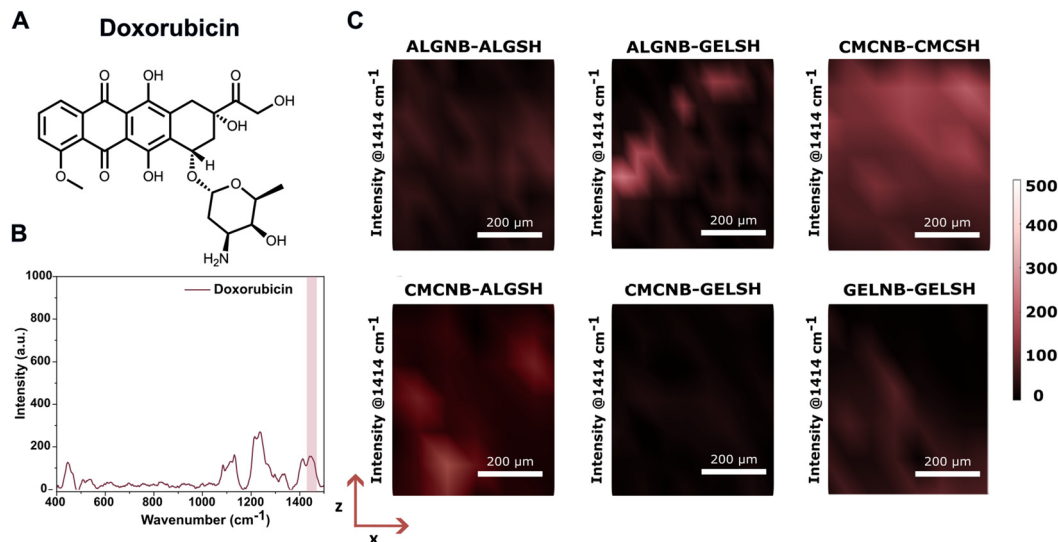 A
Doxorubicin
O
OH
O
OH
OH
O
O
OH
H
O
O
OH
H₂N
B
1000
800
600
400
200
0
Intensity (a.u.)
Doxorubicin
400
600
800
1000
1200
1400
Wavenumber (cm⁻¹)
C
ALGNB-ALGSH
Intensity @1414 cm⁻¹
200 µm
ALGNB-GELSH
Intensity @1414 cm⁻¹
200 µm
CMCNB-CMCSH
Intensity @1414 cm⁻¹
200 µm
CMCNB-ALGSH
Intensity @1414 cm⁻¹
200 µm
CMCNB-GELSH
Intensity @1414 cm⁻¹
200 µm
GELNB-GELSH
Intensity @1414 cm⁻¹
200 µm
500
400
300
200
100
0
z
x